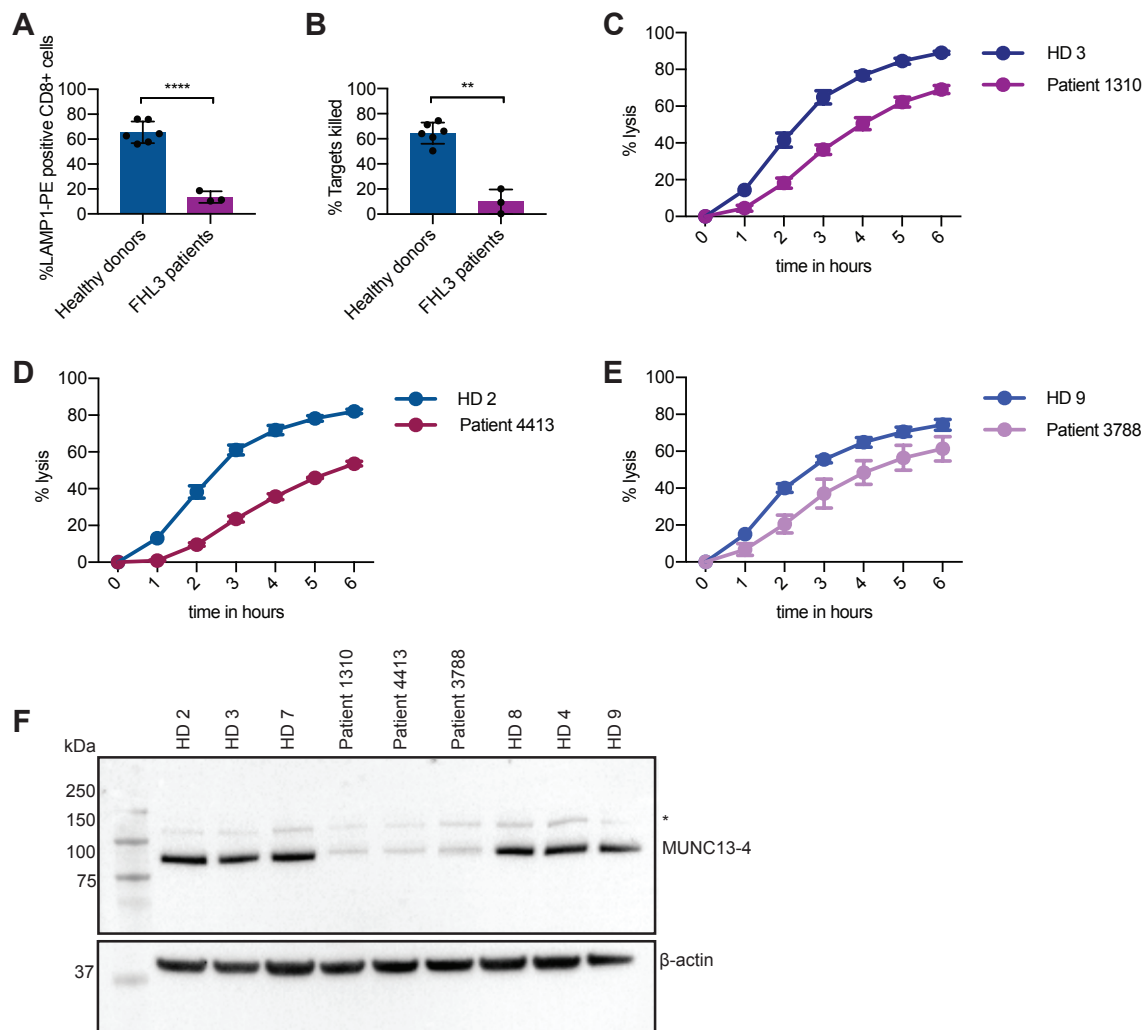 A
%LAMP1-PE positive CD8+ cells
100
80
60
40
20
0
****
Healthy donors
FHL3 patients
B
% Targets killed
100
80
60
40
20
0
**
Healthy donors
FHL3 patients
C
% lysis
100
80
60
40
20
0
0 1 2 3 4 5 6
time in hours
HD 3
Patient 1310
D
% lysis
100
80
60
40
20
0
0 1 2 3 4 5 6
time in hours
HD 2
Patient 4413
E
% lysis
100
80
60
40
20
0
0 1 2 3 4 5 6
time in hours
HD 9
Patient 3788
F
HD 2
HD 3
HD 7
Patient 1310
Patient 4413
Patient 3788
HD 8
HD 4
HD 9
kDa
250
150
100
75
*
MUNC13-4
37
β-actin